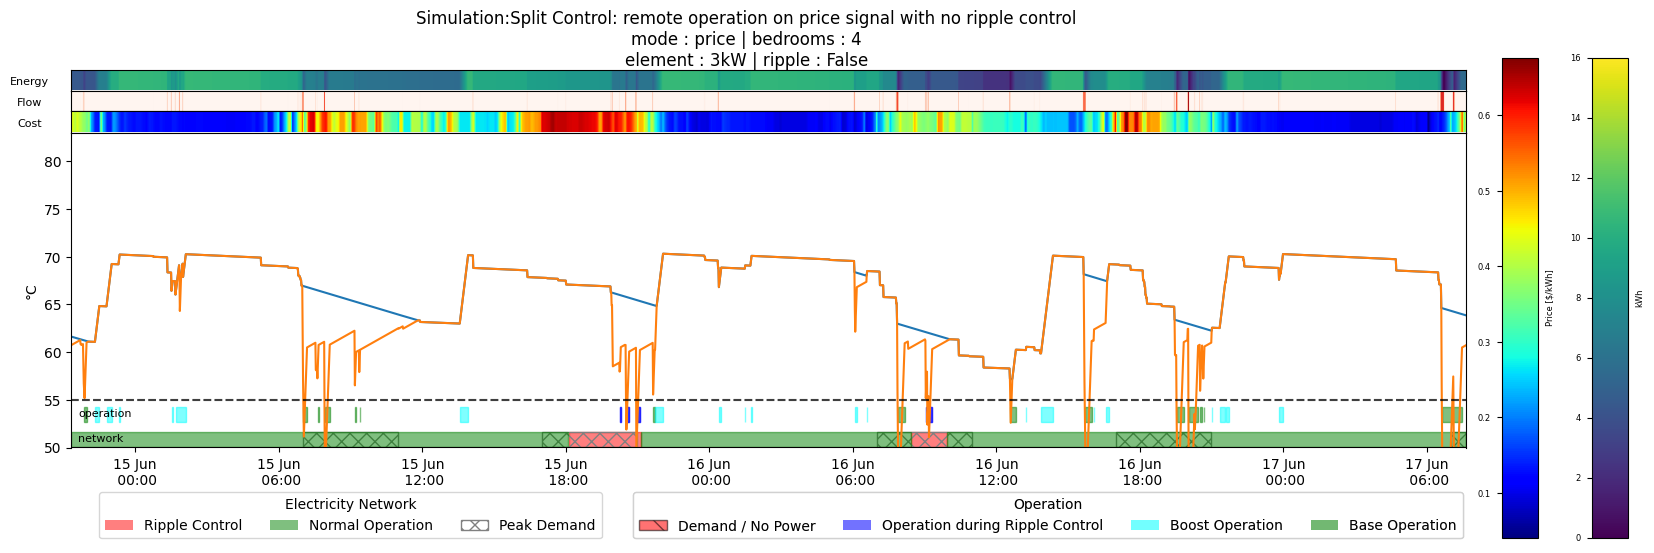 Simulation:Split Control: remote operation on price signal with no ripple control
mode : price | bedrooms : 4
element : 3kW | ripple : False
Energy
Flow
Cost
80
75
70
65
60
55
50
°C
operation
network
15 Jun
00:00
15 Jun
06:00
15 Jun
12:00
15 Jun
18:00
16 Jun
00:00
16 Jun
06:00
16 Jun
12:00
16 Jun
18:00
17 Jun
00:00
17 Jun
06:00
Electricity Network
Ripple Control
Normal Operation
Peak Demand
Operation
Demand / No Power
Operation during Ripple Control
Boost Operation
Base Operation
0.6
0.5
0.4
0.3
0.2
0.1
Price [$/kWh]
16
14
12
10
8
6
4
2
0
kWh